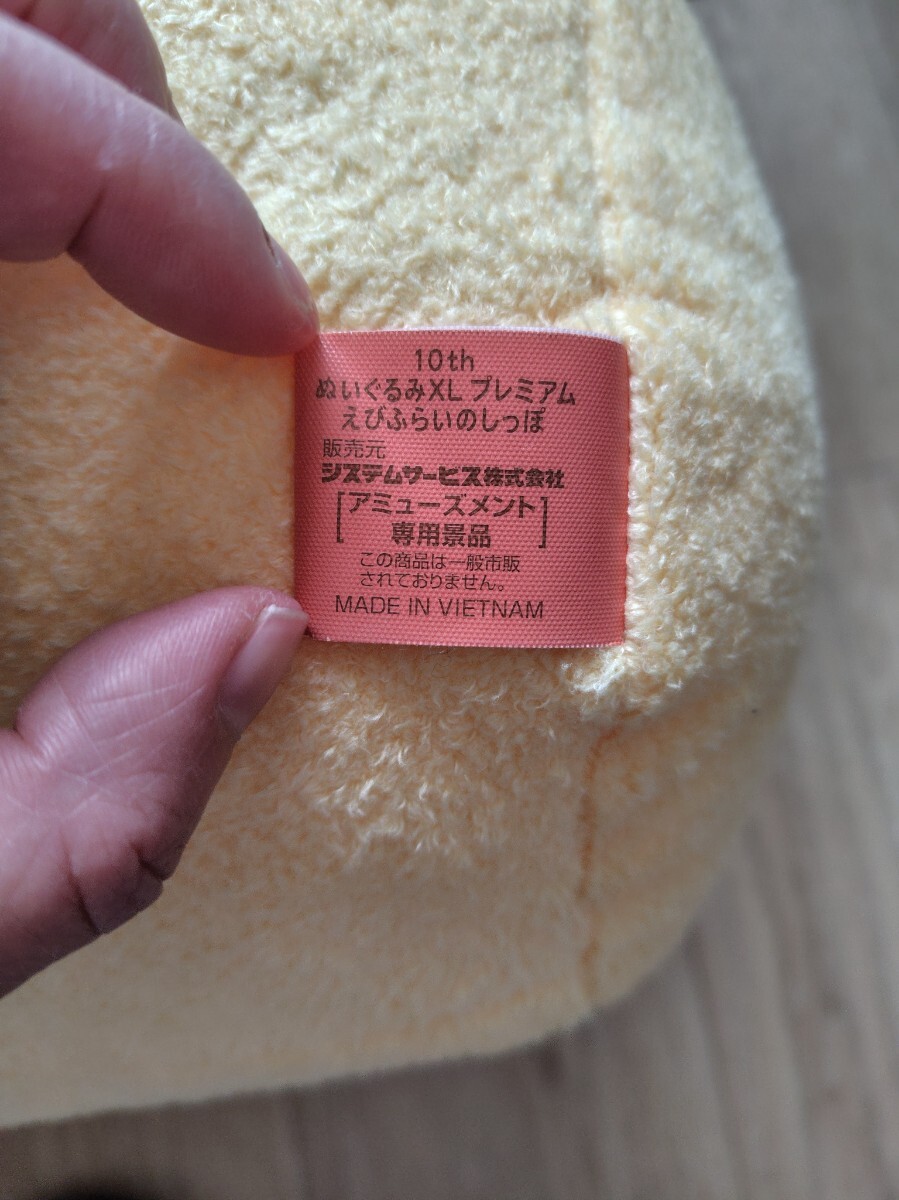 10th
ぬいぐるみXL プレミアム
えびふらいのしっぽ
販売元
システムサービス株式会社
[アミューズメント
専用景品]
この商品は一般市販
されておりません。
MADE IN VIETNAM